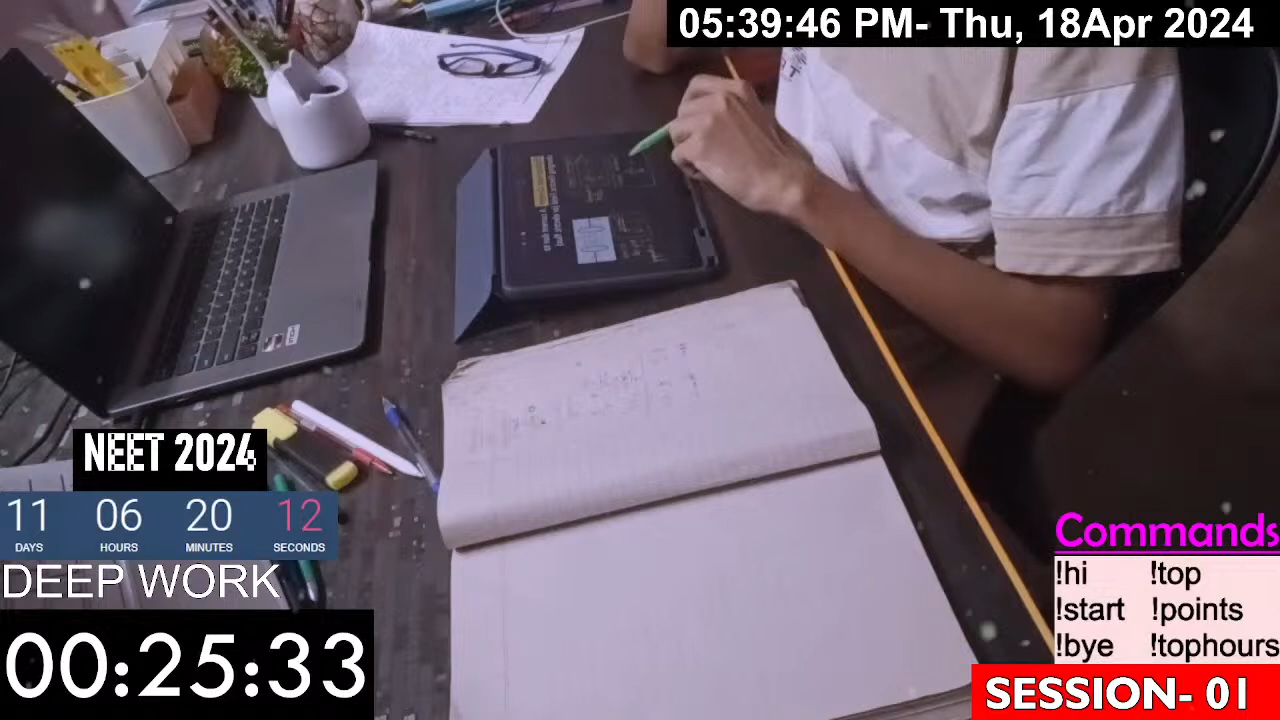 05:39:46 PM- Thu, 18Apr 2024
NEET 2024
11 06 20 12
DAYS HOURS MINUTES SECONDS
DEEP WORK
00:25:33
Commands
!hi !top
!start !points
!bye !tophours
SESSION- 01